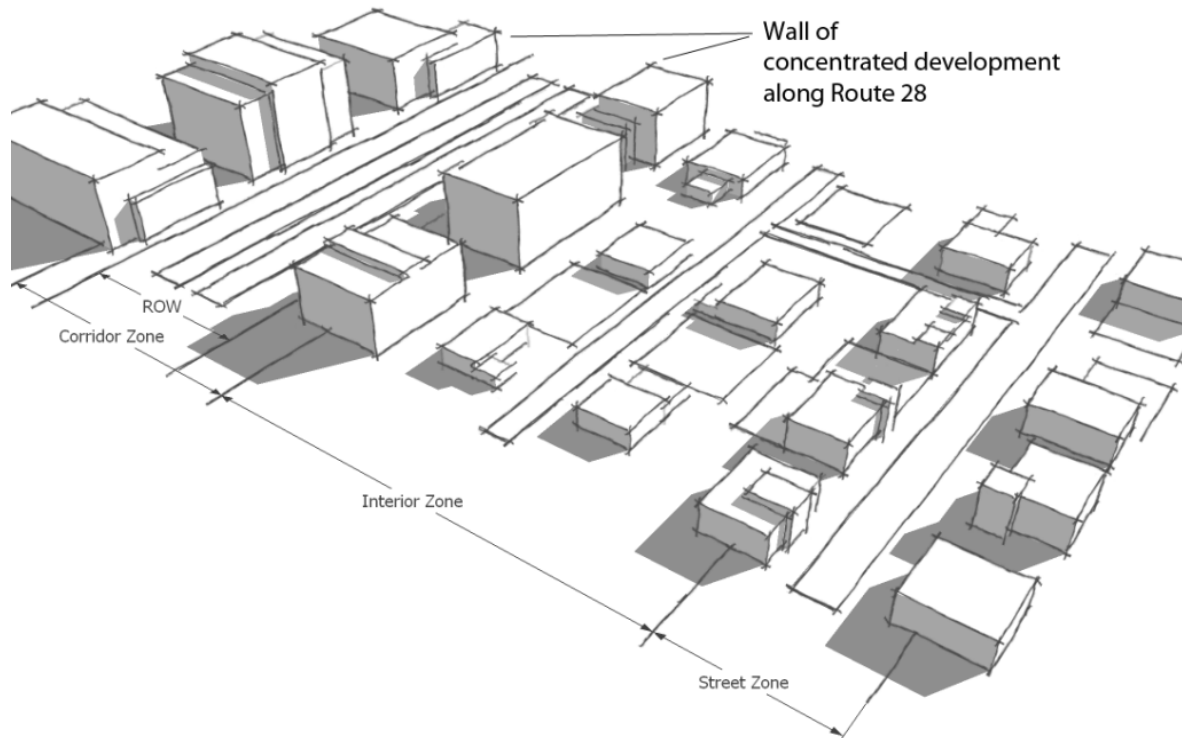 Wall of
concentrated development
along Route 28
ROW
Corridor Zone
Interior Zone
Street Zone